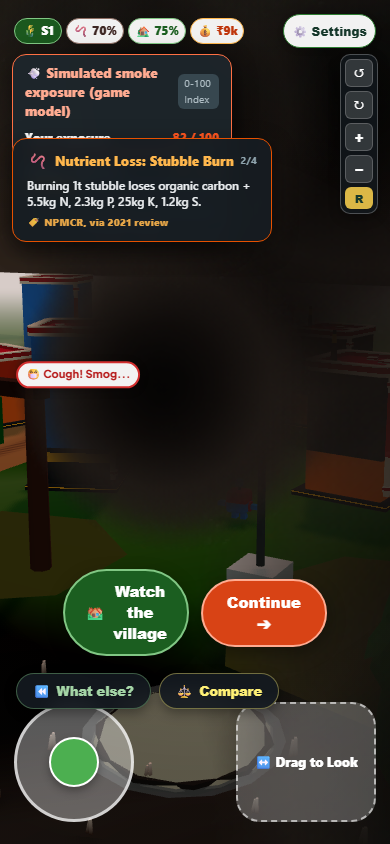 S1
70%
75%
₹9k
Settings
Simulated smoke
exposure (game
model)
0-100
Index
Your exposure 82 / 100
Nutrient Loss: Stubble Burn 2/4
Burning 1t stubble loses organic carbon +
5.5kg N, 2.3kg P, 25kg K, 1.2kg S.
NPMCR, via 2021 review
↺
↻
+
−
R
Cough! Smog...
Watch
the
village
Continue
➔
What else?
Compare
Drag to Look